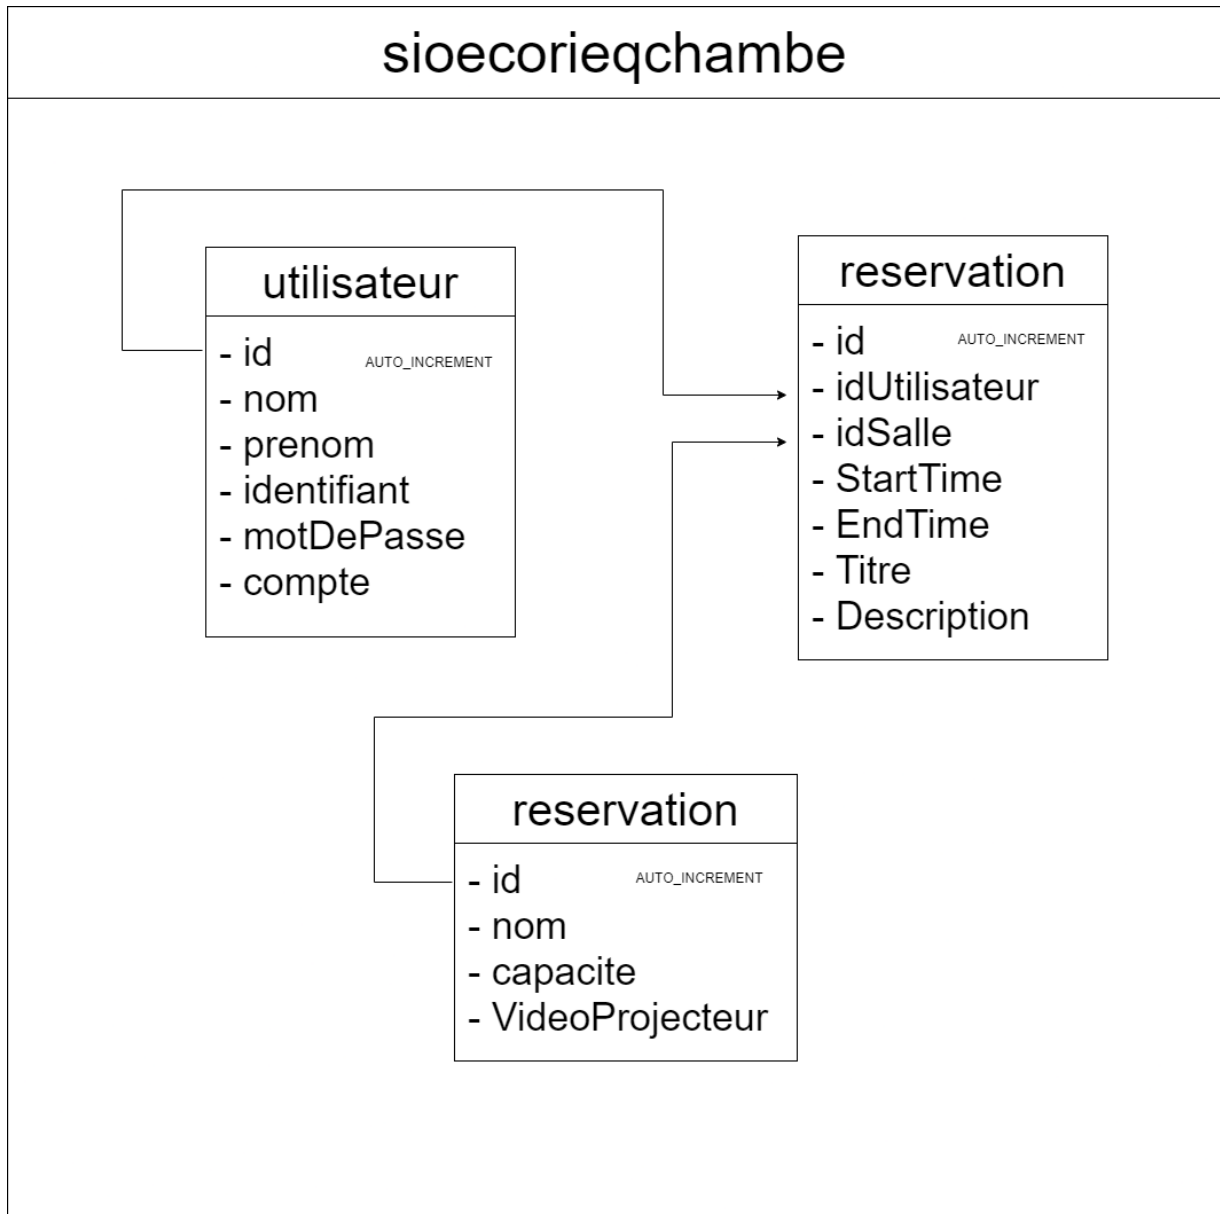 sioecorieqchambe
utilisateur
- id AUTO_INCREMENT
- nom
- prenom
- identifiant
- motDePasse
- compte
reservation
- id AUTO_INCREMENT
- idUtilisateur
- idSalle
- StartTime
- EndTime
- Titre
- Description
reservation
- id AUTO_INCREMENT
- nom
- capacite
- VideoProjecteur